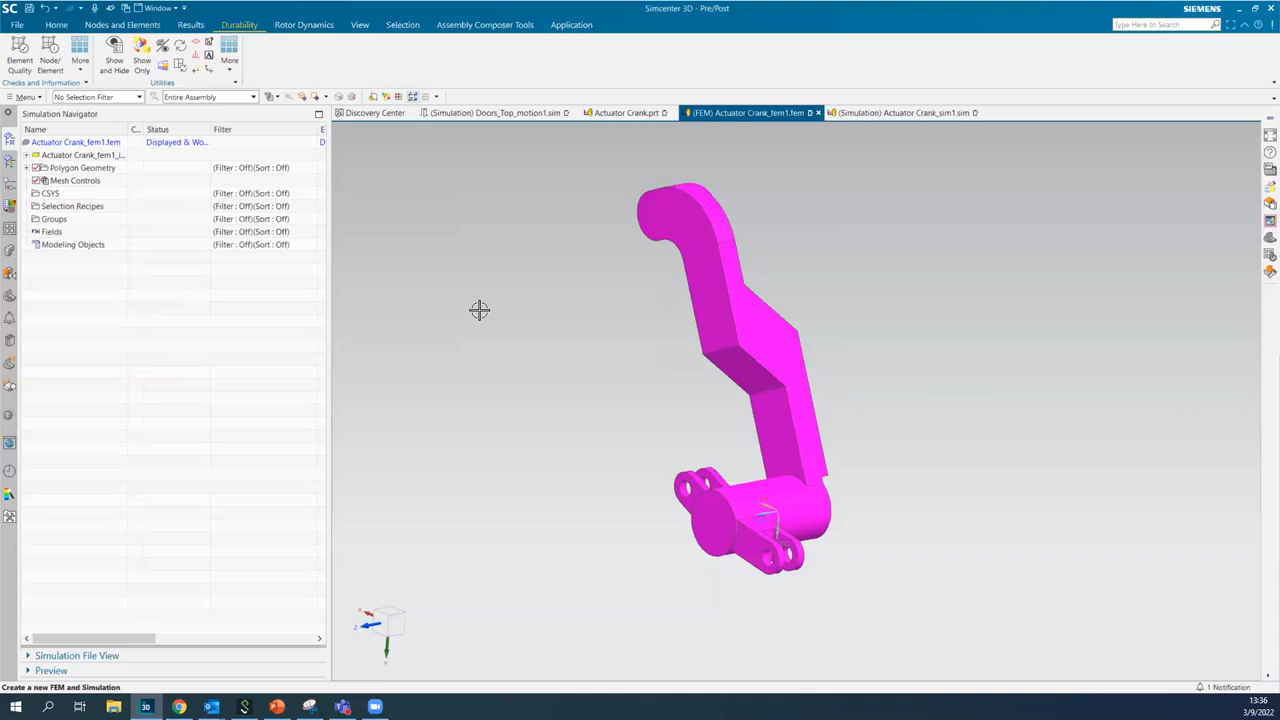 SC Window Simcenter 3D - Pre/Post SIEMENS
File Home Nodes and Elements Results Durability Rotor Dynamics View Selection Assembly Composer Tools Application Type Here to Search
Element Quality Node/ Element More Show and Hide Show Only More
Checks and Information Utilities
Menu No Selection Filter Entire Assembly
Simulation Navigator Discovery Center (Simulation) Doors_Top_motion1.sim Actuator Crank.prt (FEM) Actuator Crank_fem1.fem (Simulation) Actuator Crank_sim1.sim
Name C... Status Filter E
Actuator Crank_fem1.fem Displayed & Wo... D
Actuator Crank_fem1_i...
Polygon Geometry (Filter : Off)(Sort : Off)
Mesh Controls
CSYS (Filter : Off)(Sort : Off)
Selection Recipes (Filter : Off)(Sort : Off)
Groups (Filter : Off)(Sort : Off)
Fields (Filter : Off)(Sort : Off)
Modeling Objects (Filter : Off)(Sort : Off)
X
Z
Y
Simulation File View
Preview
Create a new FEM and Simulation 1 Notification
3D 13:36
3/9/2022